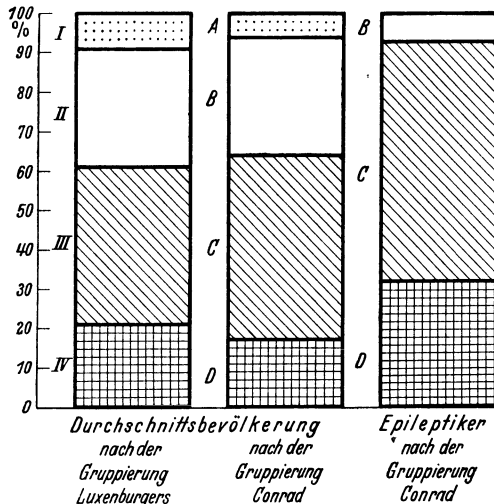 100
%
90
80
70
60
50
40
30
20
10
0
I
II
III
IV
A
B
C
D
B
C
D
Durchschnittsbevölkerung
nach der
Gruppierung
Luxenburgers
nach der
Gruppierung
Conrad
Epileptiker
nach der
Gruppierung
Conrad